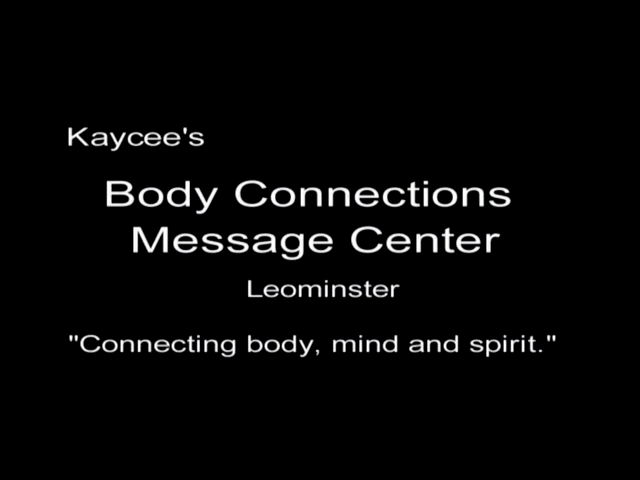 Kaycee's
Body Connections
Message Center
Leominster
"Connecting body, mind and spirit."